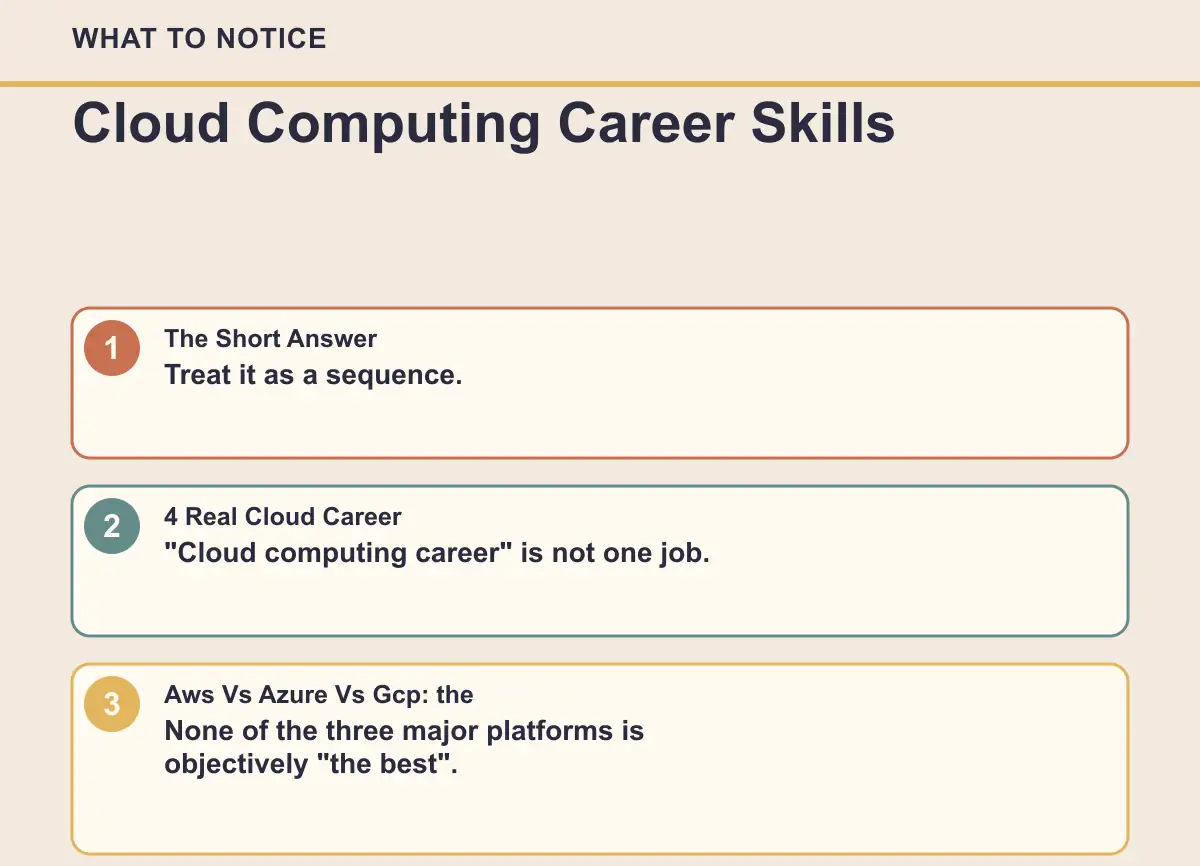 WHAT TO NOTICE
Cloud Computing Career Skills
1
The Short Answer
Treat it as a sequence.
2
4 Real Cloud Career
"Cloud computing career" is not one job.
3
Aws Vs Azure Vs Gcp: the
None of the three major platforms is
objectively "the best".